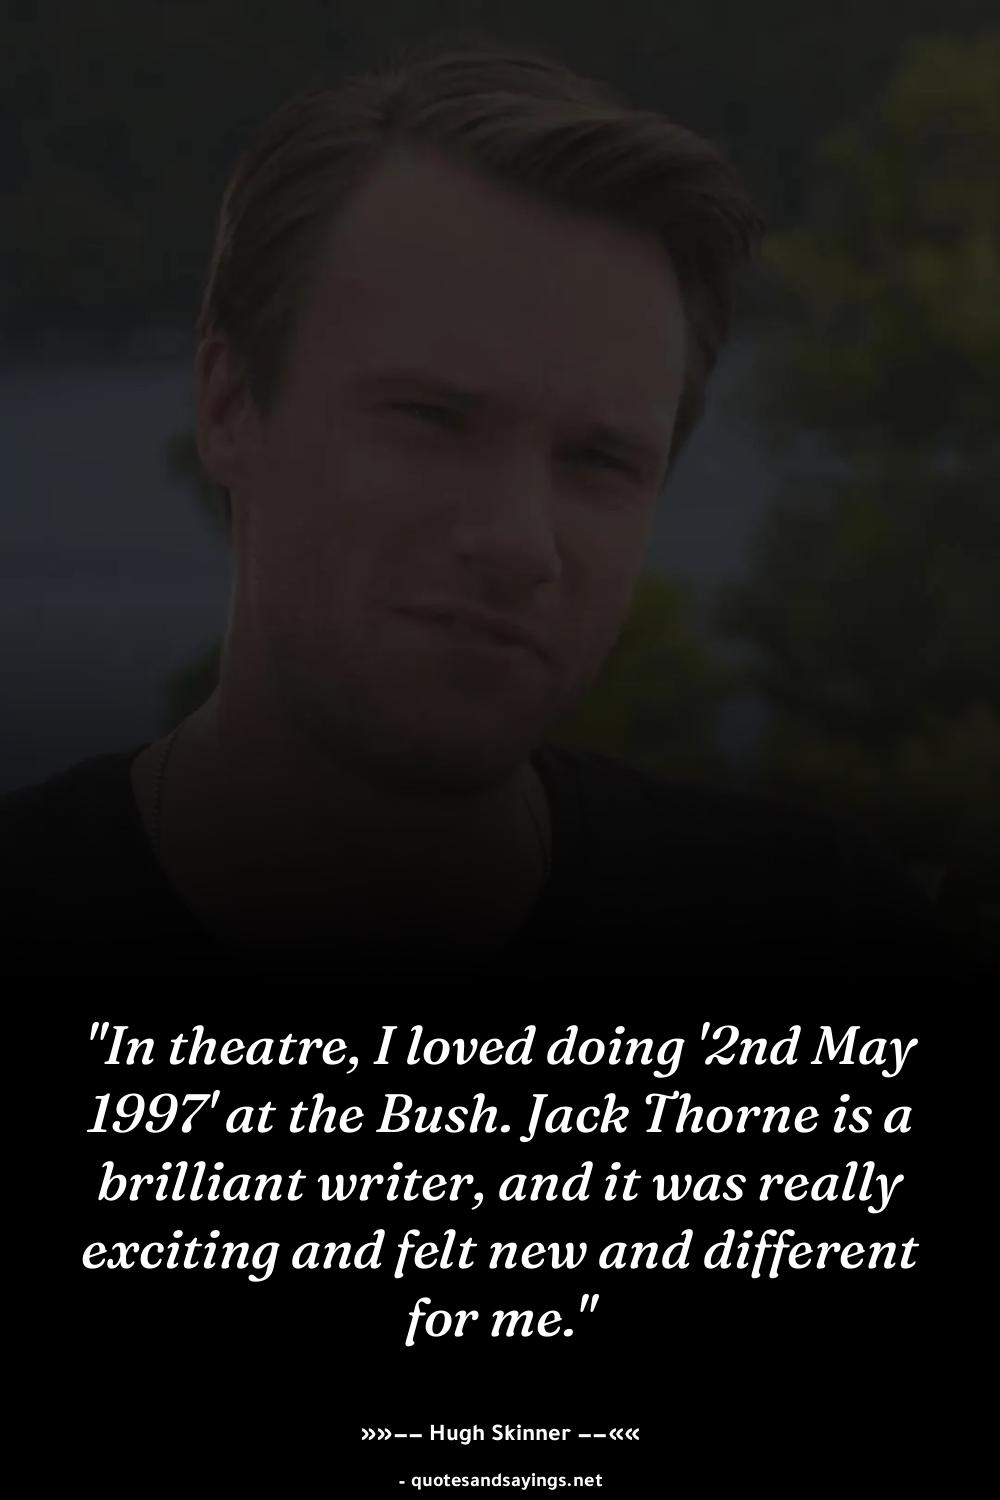 "In theatre, I loved doing '2nd May
1997' at the Bush. Jack Thorne is a
brilliant writer, and it was really
exciting and felt new and different
for me."
»»−− Hugh Skinner −−««
- quotesandsayings.net